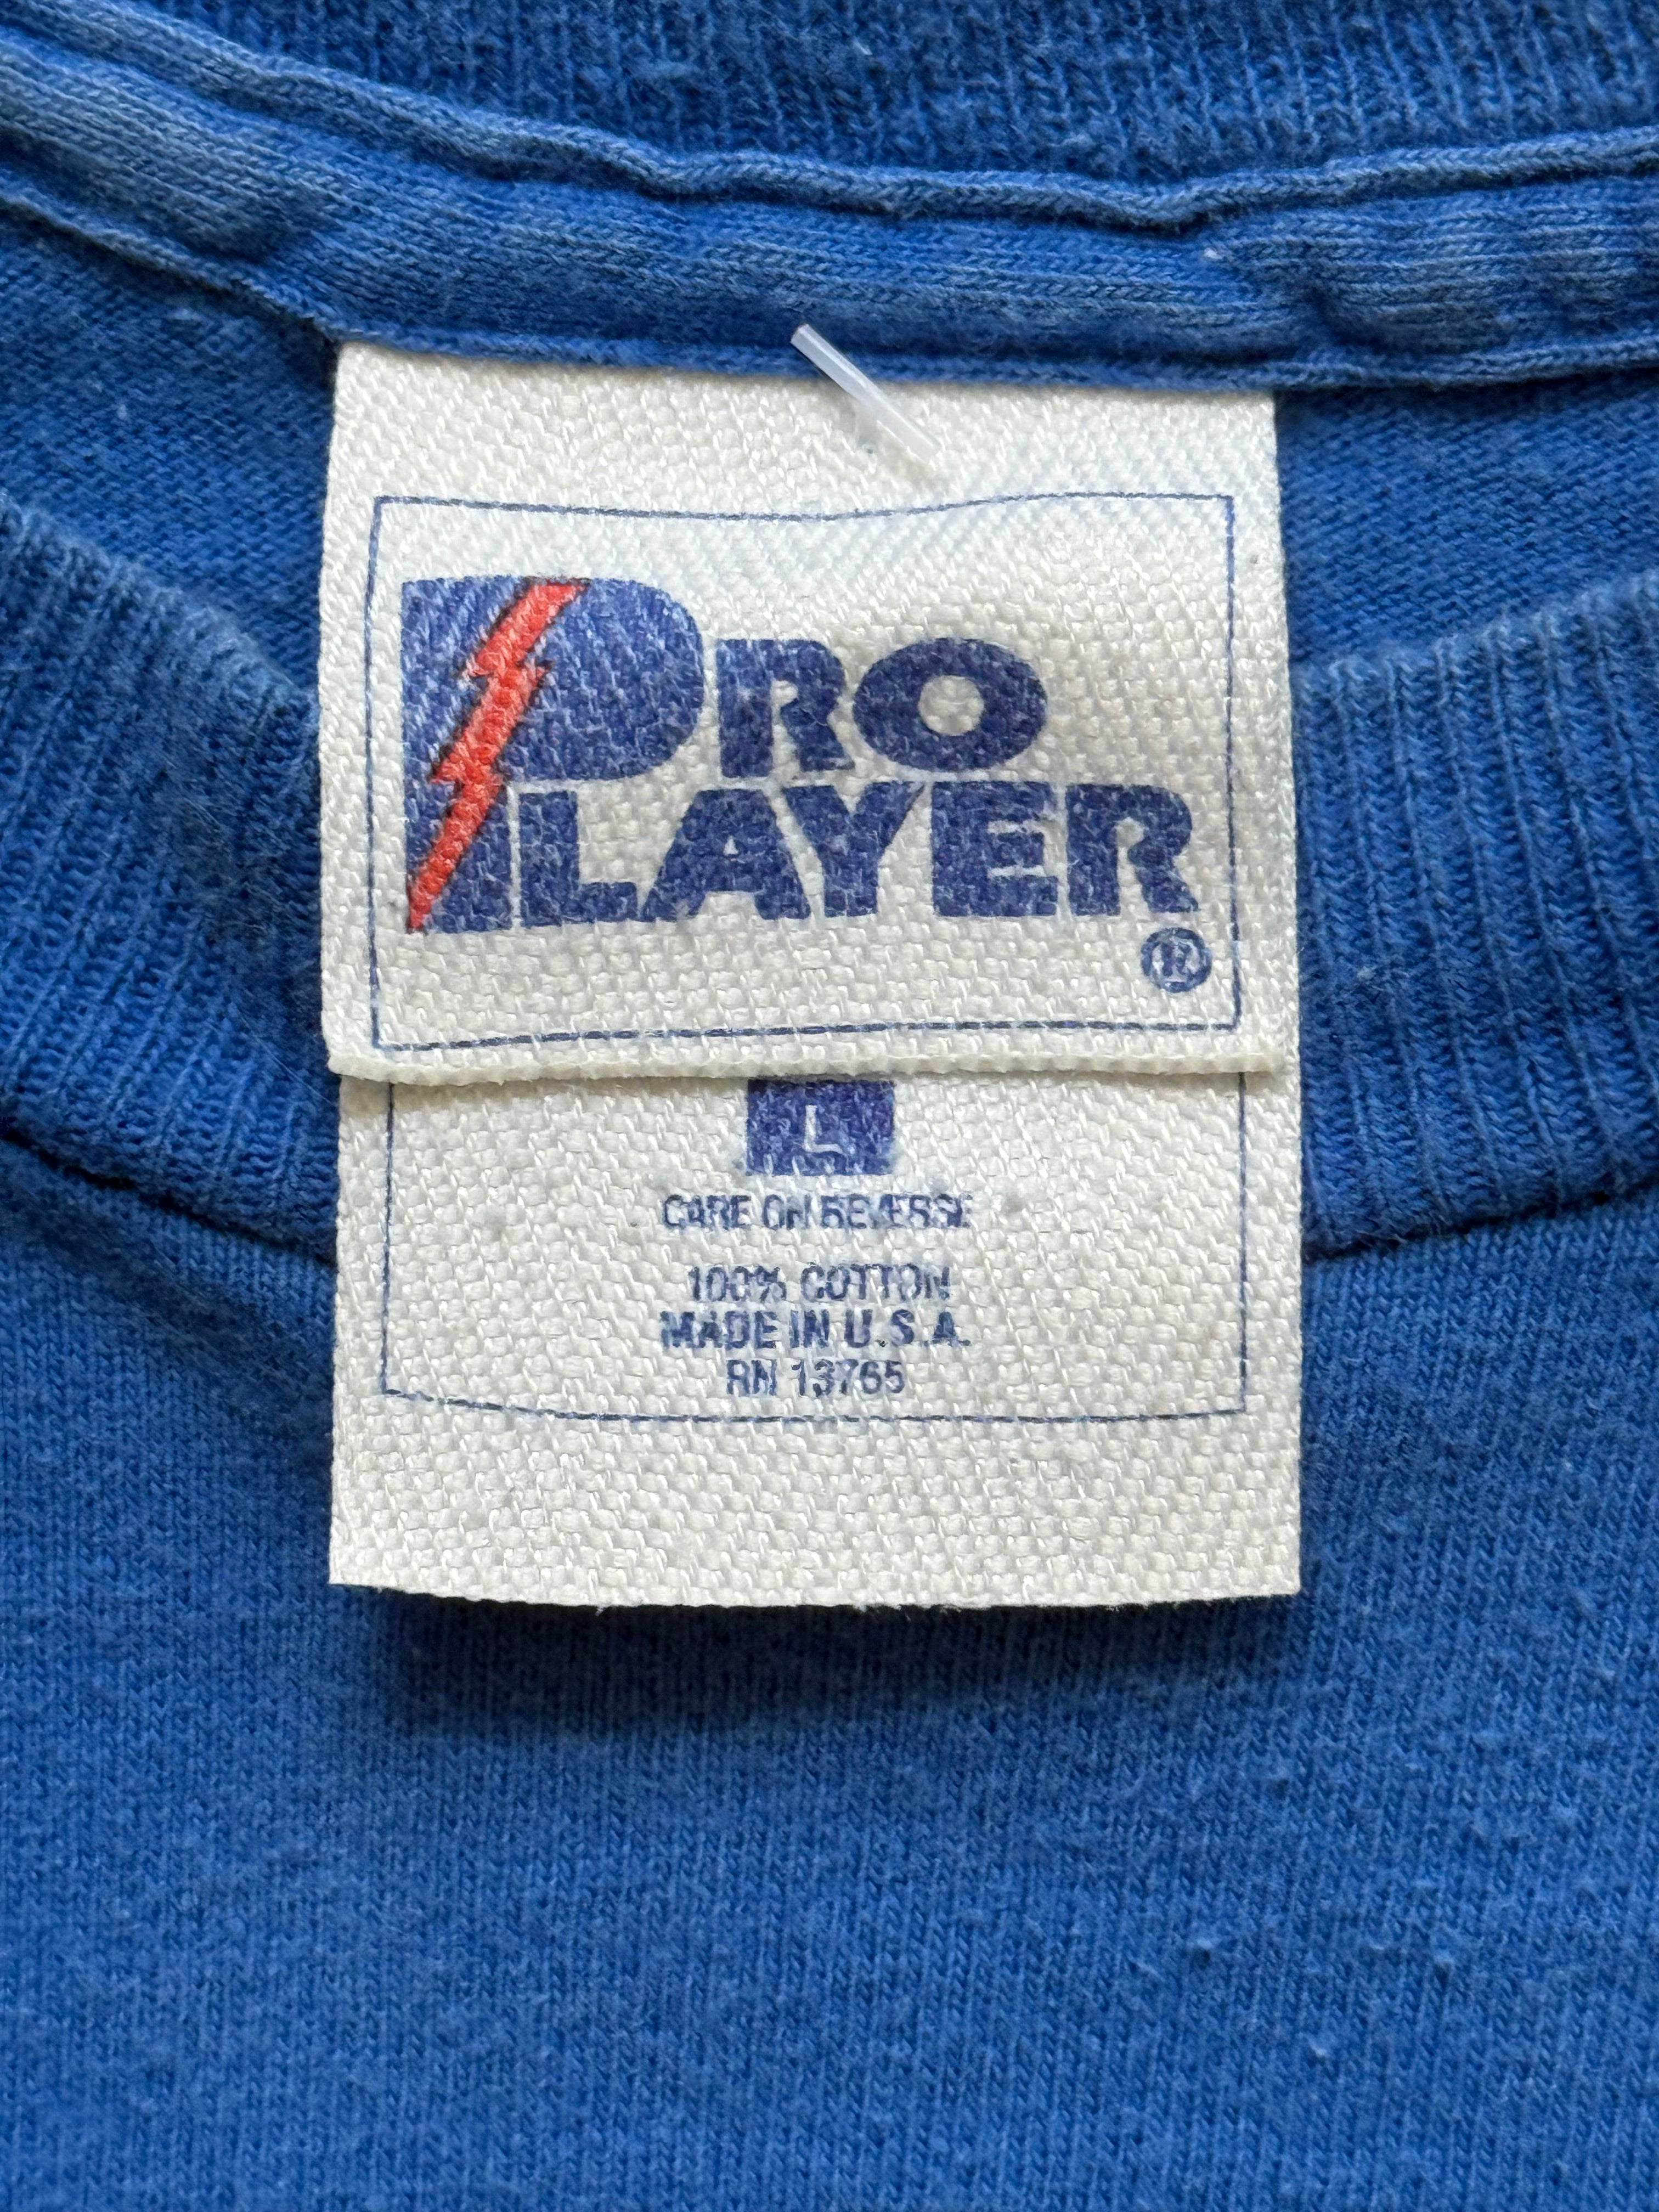 PRO
PLAYER
®
L
CARE ON REVERSE
100% COTTON
MADE IN U.S.A.
RN 13765